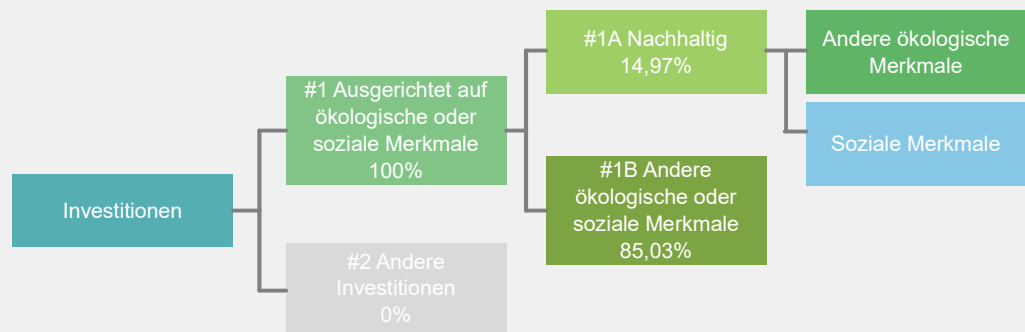 Investitionen
#1 Ausgerichtet auf
ökologische oder
soziale Merkmale
100%
#2 Andere
Investitionen
0%
#1A Nachhaltig
14,97%
#1B Andere
ökologische oder
soziale Merkmale
85,03%
Andere ökologische
Merkmale
Soziale Merkmale